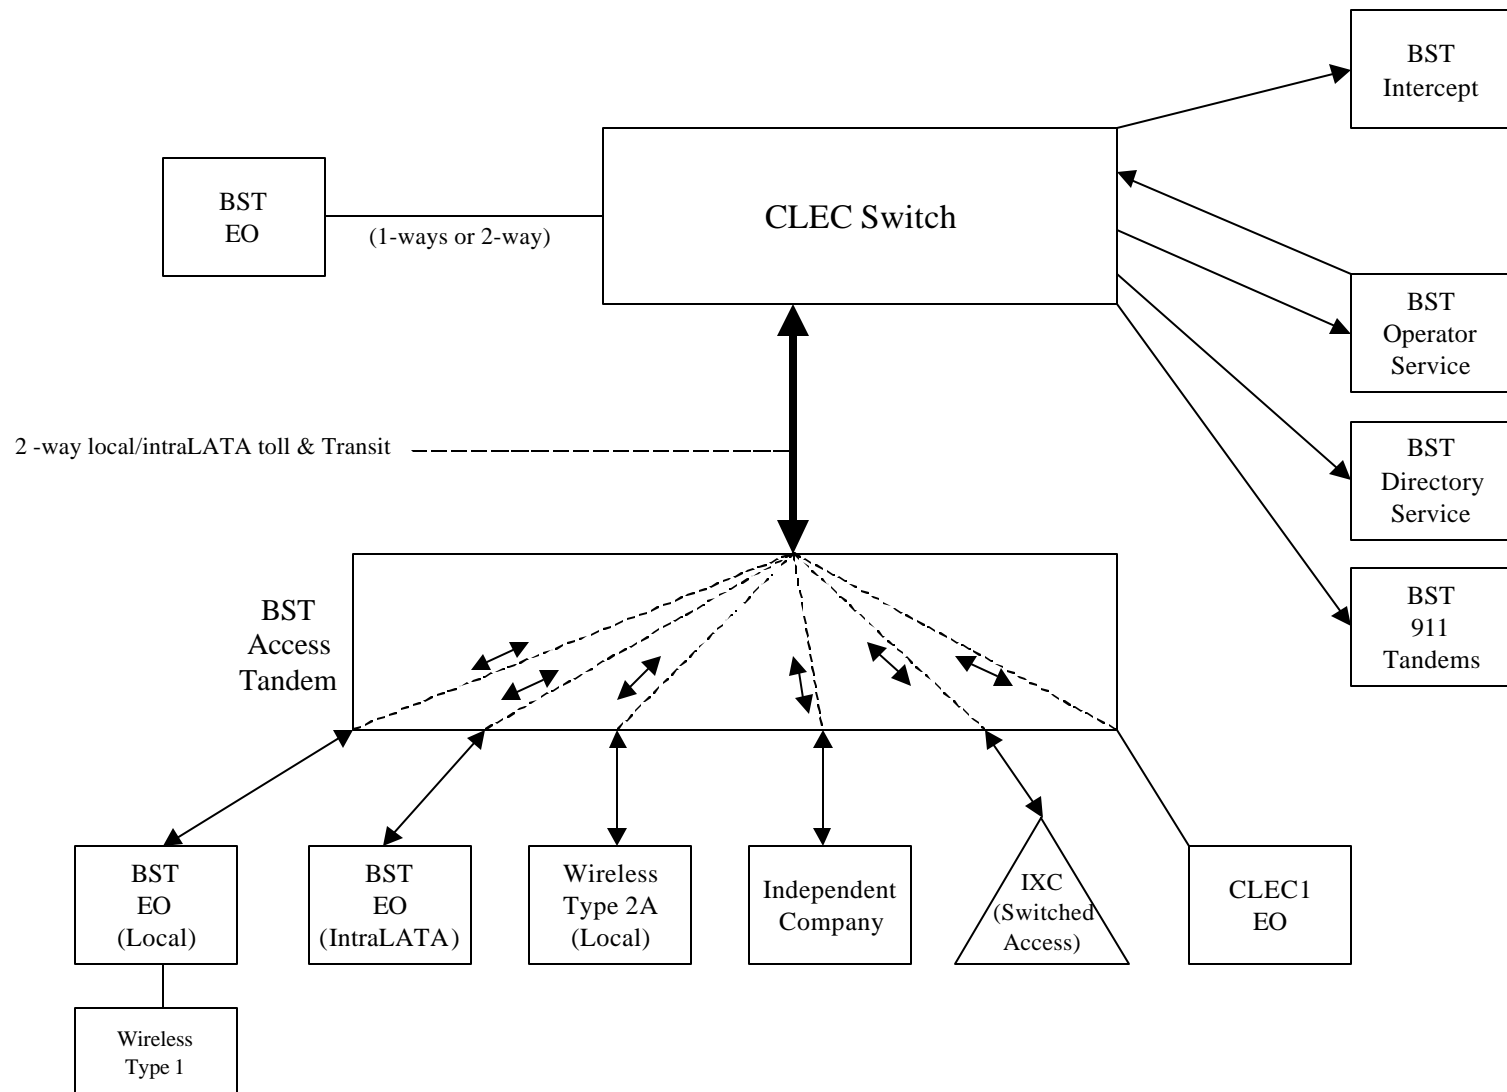 BST
Intercept
BST
EO
(1-ways or 2-way)
CLEC Switch
BST
Operator
Service
2 -way local/intraLATA toll & Transit
BST
Directory
Service
BST
Access
Tandem
BST
911
Tandems
BST
EO
(Local)
BST
EO
(IntraLATA)
Wireless
Type 2A
(Local)
Independent
Company
IXC
(Switched
Access)
CLEC1
EO
Wireless
Type 1